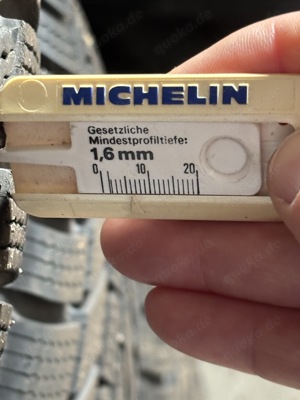 MICHELIN
Gesetzliche
Mindestprofiltiefe:
1,6 mm
0 10 20